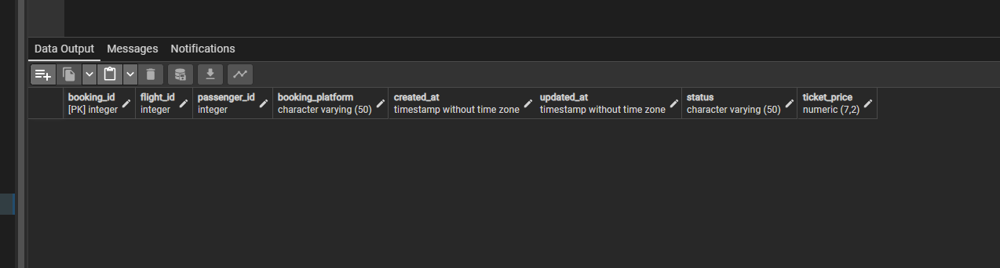 Data Output Messages Notifications
booking_id flight_id passenger_id booking_platform created_at updated_at status ticket_price
[PK] integer integer integer character varying (50) timestamp without time zone timestamp without time zone character varying (50) numeric (7,2)